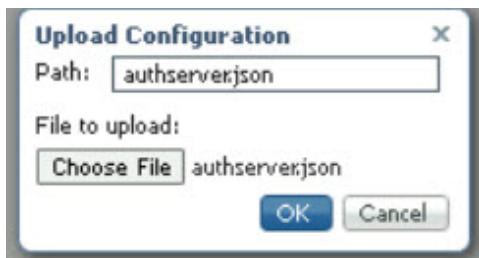 Upload Configuration ×
Path: authserver.json
File to upload:
Choose File authserver.json
OK Cancel